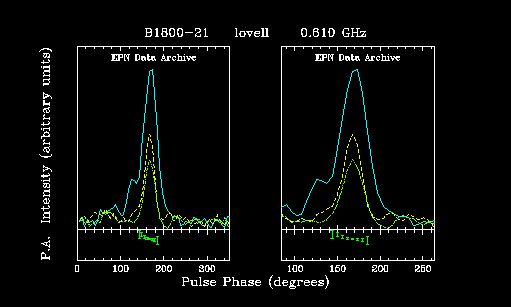 B1800-21 lovell 0.610 GHz
EPN Data Archive EPN Data Archive
P.A. Intensity (arbitrary units)
0 100 200 300 100 150 200 250
Pulse Phase (degrees)